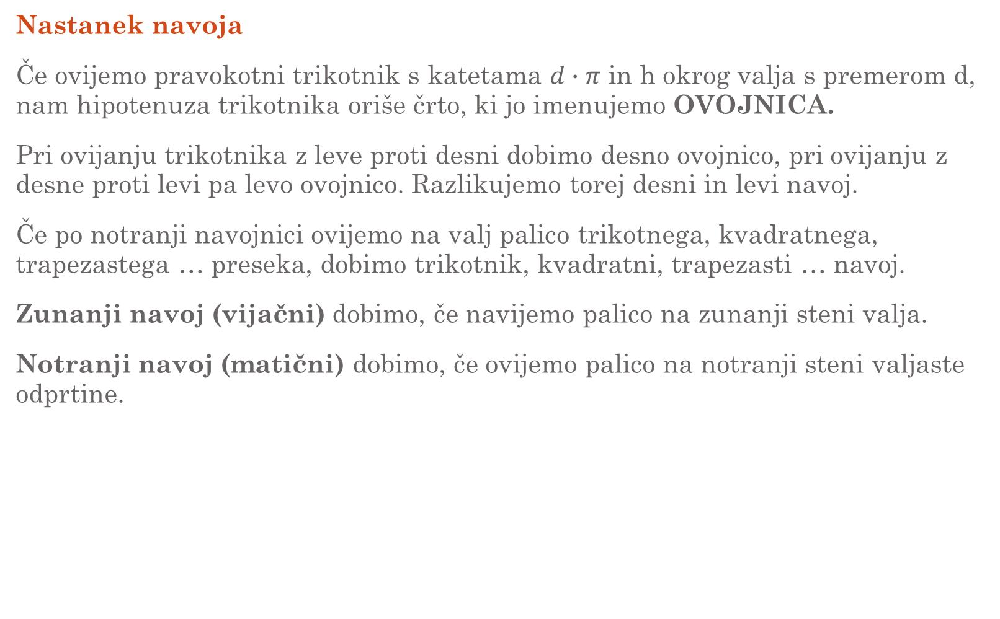 Nastanek navoja
Če ovijemo pravokotni trikotnik s katetama d · π in h okrog valja s premerom d,
nam hipotenuza trikotnika oriše črto, ki jo imenujemo OVOJNICA.
Pri ovijanju trikotnika z leve proti desni dobimo desno ovojnico, pri ovijanju z
desne proti levi pa levo ovojnico. Razlikujemo torej desni in levi navoj.
Če po notranji navojnici ovijemo na valj palico trikotnega, kvadratnega,
trapezastega … preseka, dobimo trikotnik, kvadratni, trapezasti … navoj.
Zunanji navoj (vijačni) dobimo, če navijemo palico na zunanji steni valja.
Notranji navoj (matični) dobimo, če ovijemo palico na notranji steni valjaste
odprtine.